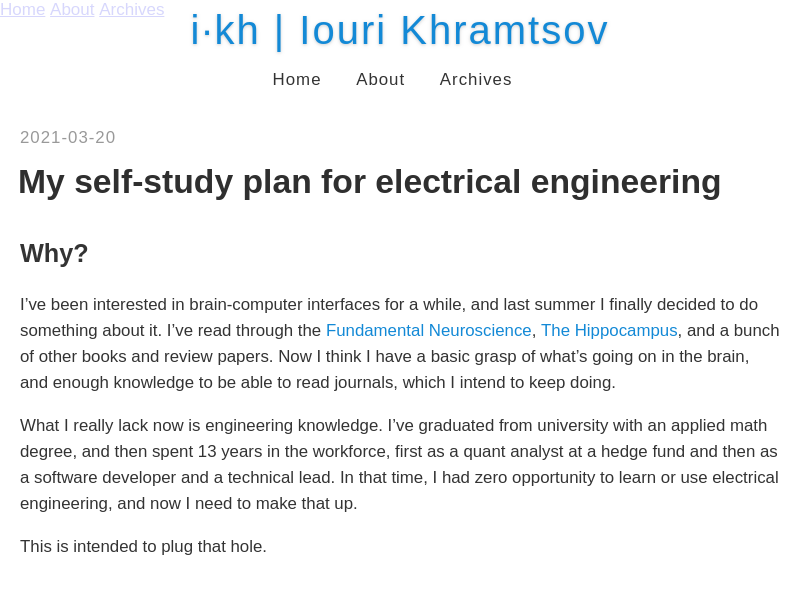 Home About Archives
i·kh | Iouri Khramtsov
Home About Archives
2021-03-20
My self-study plan for electrical engineering
Why?
I’ve been interested in brain-computer interfaces for a while, and last summer I finally decided to do
something about it. I’ve read through the Fundamental Neuroscience, The Hippocampus, and a bunch
of other books and review papers. Now I think I have a basic grasp of what’s going on in the brain,
and enough knowledge to be able to read journals, which I intend to keep doing.
What I really lack now is engineering knowledge. I’ve graduated from university with an applied math
degree, and then spent 13 years in the workforce, first as a quant analyst at a hedge fund and then as
a software developer and a technical lead. In that time, I had zero opportunity to learn or use electrical
engineering, and now I need to make that up.
This is intended to plug that hole.